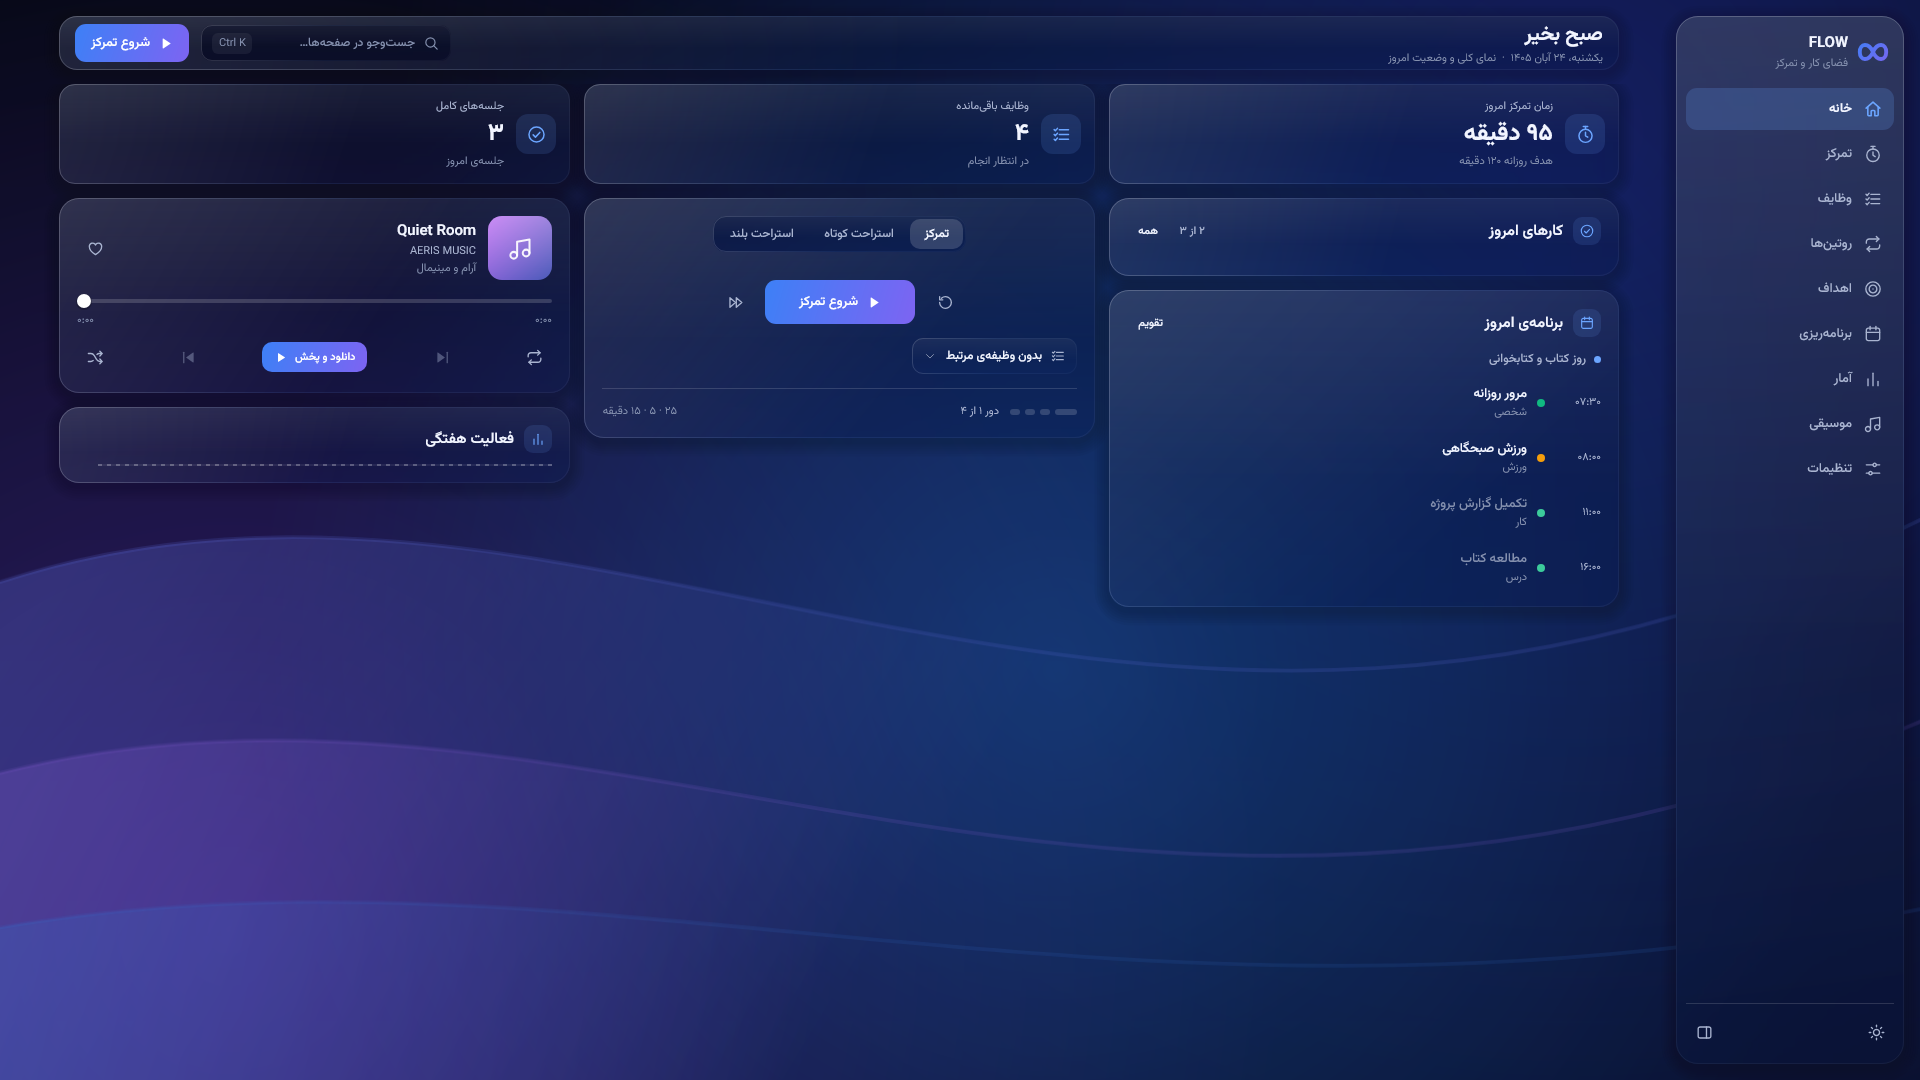 FLOW
فضای کار و تمرکز
خانه
تمرکز
وظایف
روتین‌ها
اهداف
برنامه‌ریزی
آمار
موسیقی
تنظیمات
صبح بخیر
یکشنبه، ۲۴ آبان ۱۴۰۵ · نمای کلی و وضعیت امروز
جست‌وجو در صفحه‌ها...
Ctrl K
شروع تمرکز
زمان تمرکز امروز
۹۵ دقیقه
هدف روزانه ۱۲۰ دقیقه
وظایف باقی‌مانده
۴
در انتظار انجام
جلسه‌های کامل
۳
جلسه‌ی امروز
کارهای امروز
۲ از ۳
همه
برنامه‌ی امروز
تقویم
روز کتاب و کتابخوانی
۰۷:۳۰
مرور روزانه
شخصی
۰۸:۰۰
ورزش صبحگاهی
ورزش
۱۱:۰۰
تکمیل گزارش پروژه
کار
۱۶:۰۰
مطالعه کتاب
درس
تمرکز
استراحت کوتاه
استراحت بلند
شروع تمرکز
بدون وظیفه‌ی مرتبط
دور ۱ از ۴
۲۵ · ۵ · ۱۵ دقیقه
Quiet Room
AERIS MUSIC
آرام و مینیمال
۰:۰۰
۰:۰۰
دانلود و پخش
فعالیت هفتگی